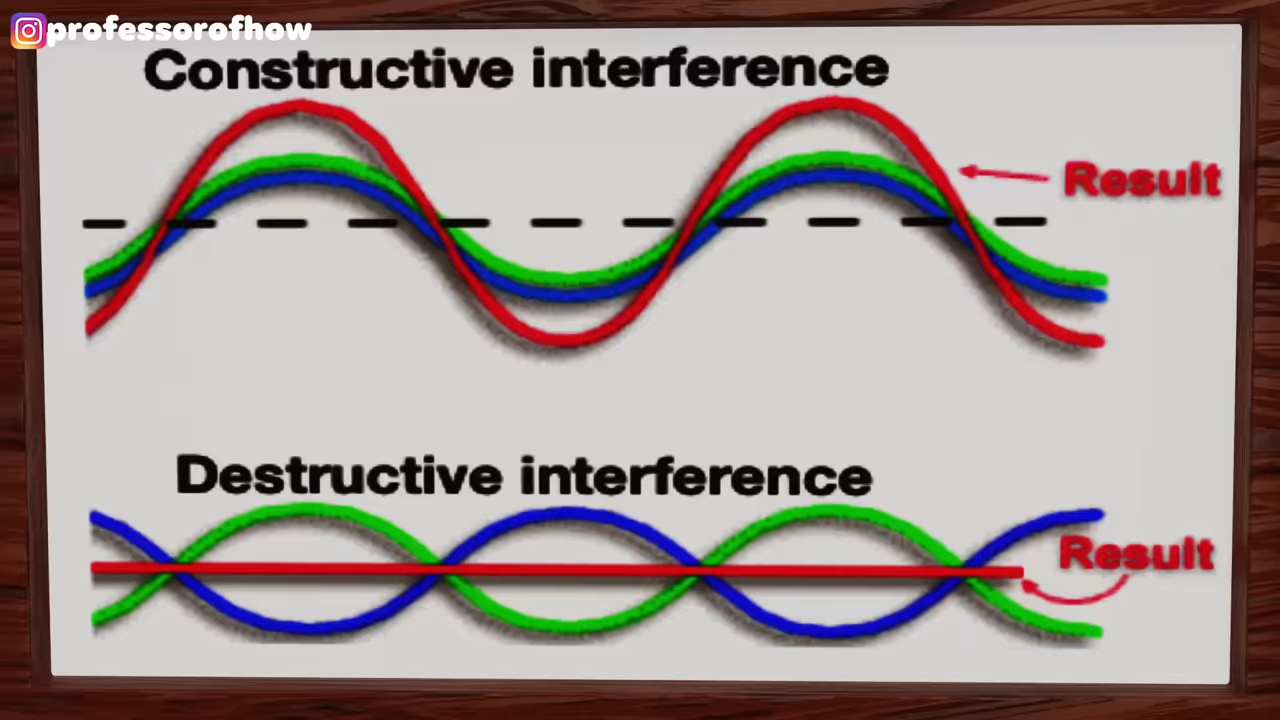 professorofhow
Constructive interference
Result
Destructive interference
Result